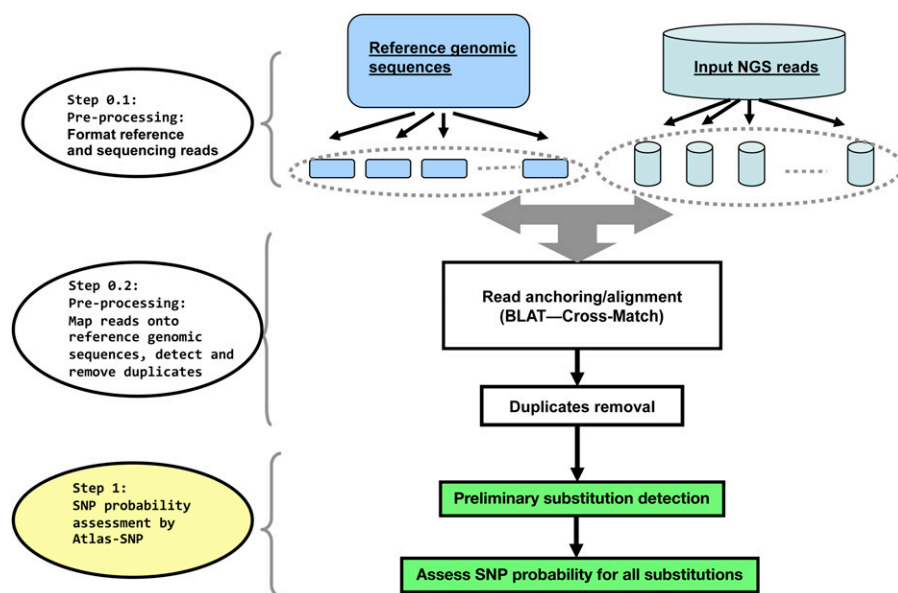 Reference genomic
sequences
Input NGS reads
Step 0.1:
Pre-processing:
Format reference
and sequencing reads
Step 0.2:
Pre-processing:
Map reads onto
reference genomic
sequences, detect and
remove duplicates
Read anchoring/alignment
(BLAT—Cross-Match)
Duplicates removal
Step 1:
SNP probability
assessment by
Atlas-SNP
Preliminary substitution detection
Assess SNP probability for all substitutions